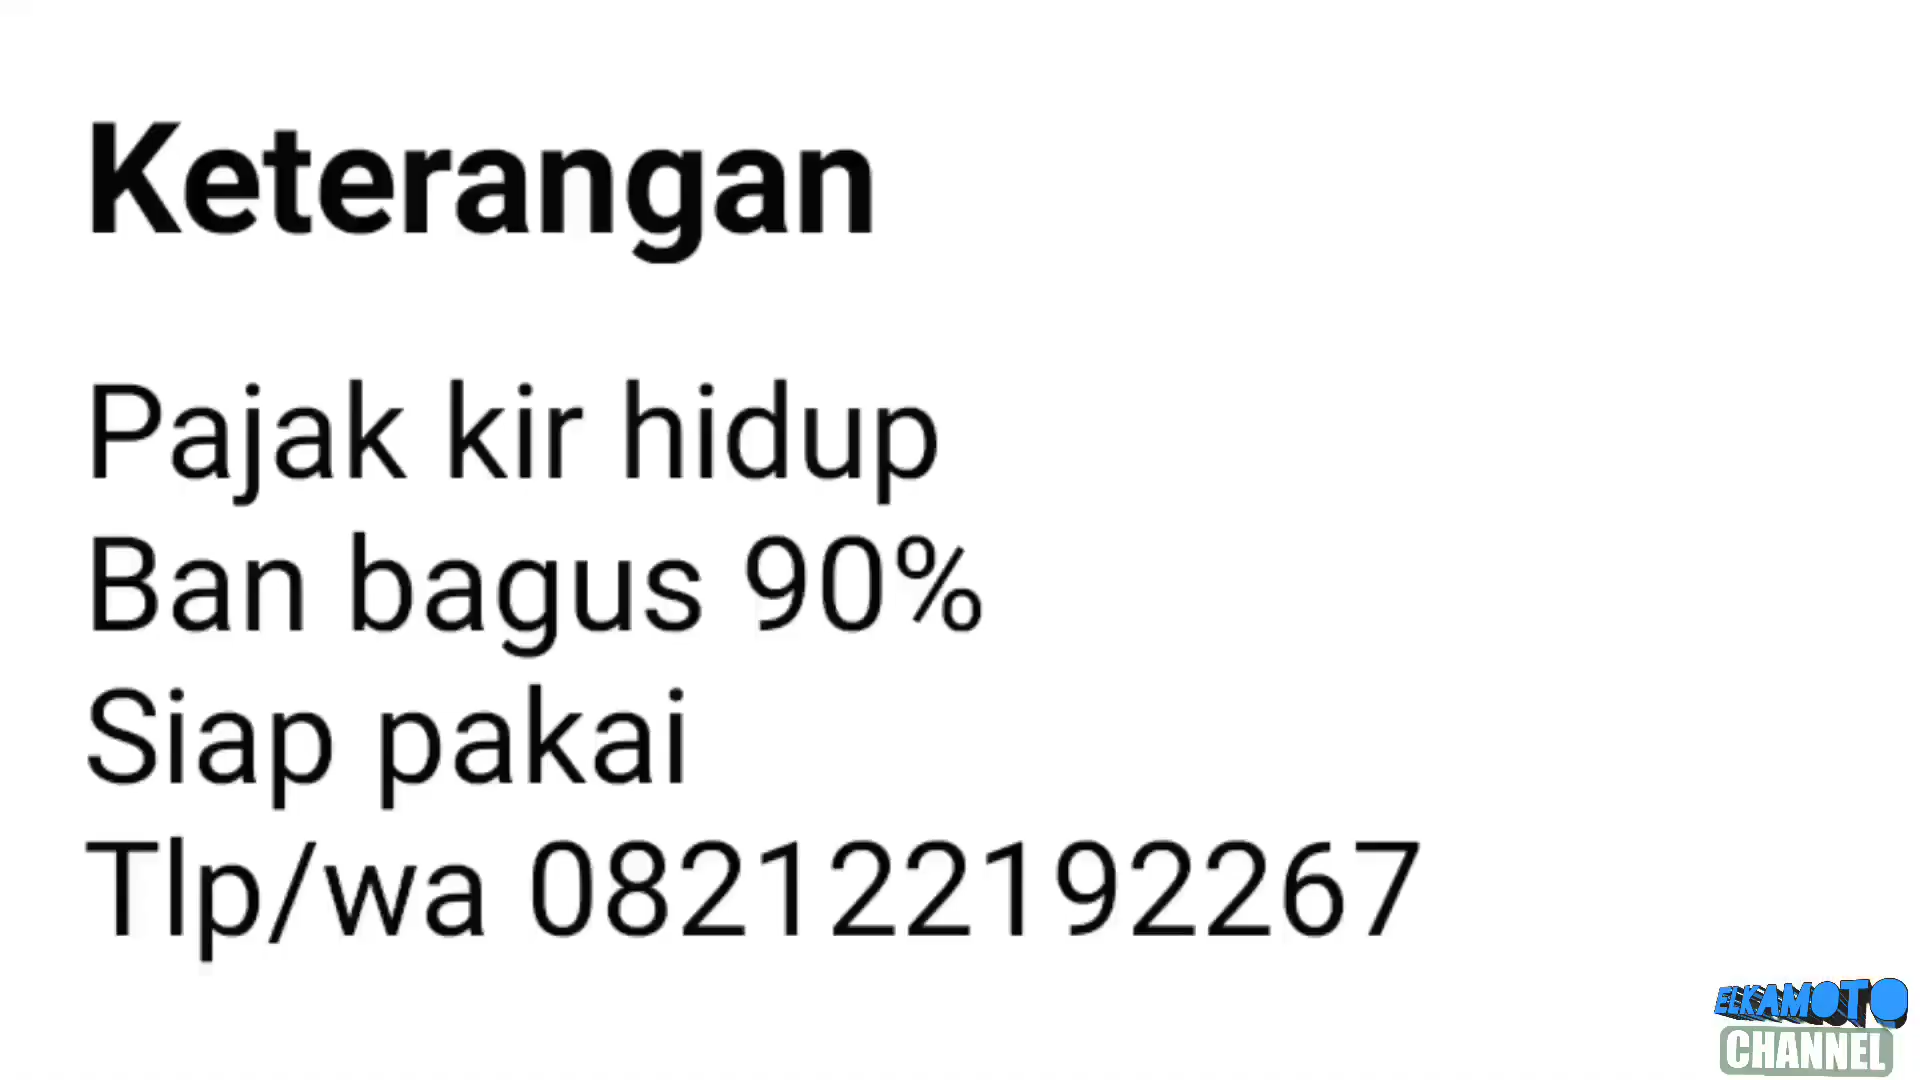 Keterangan
Pajak kir hidup
Ban bagus 90%
Siap pakai
Tlp/wa 082122192267
ELKAMOTO
CHANNEL